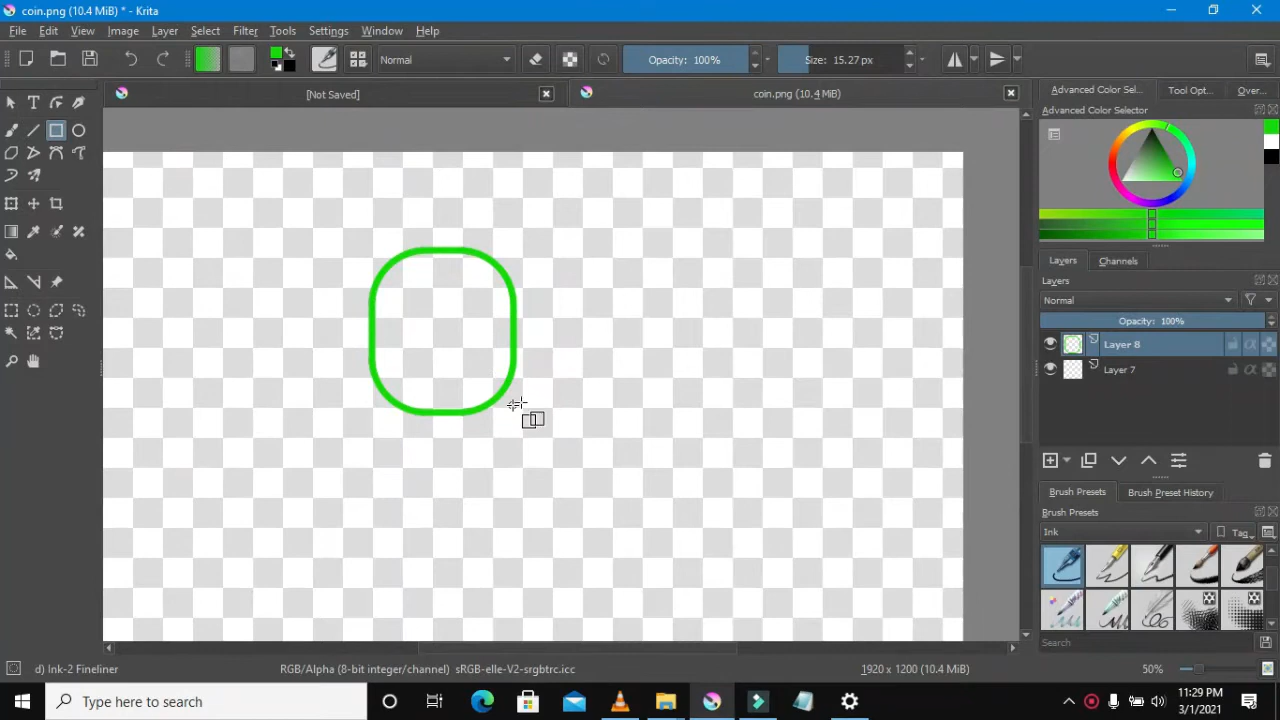 coin.png (10.4 MiB) * - Krita
File Edit View Image Layer Select Filter Tools Settings Window Help
Normal Opacity: 100% Size: 15.27 px
[Not Saved] coin.png (10.4 MiB)
Advanced Color Sel... Tool Opt... Over...
Advanced Color Selector
Layers Channels
Layers
Normal
Opacity: 100%
Layer 8
Layer 7
Brush Presets Brush Preset History
Brush Presets
Ink Tag
Search
d) Ink-2 Fineliner RGB/Alpha (8-bit integer/channel) sRGB-elle-V2-srgbtrc.icc 1920 x 1200 (10.4 MiB) 50%
Type here to search
11:29 PM
3/1/2021